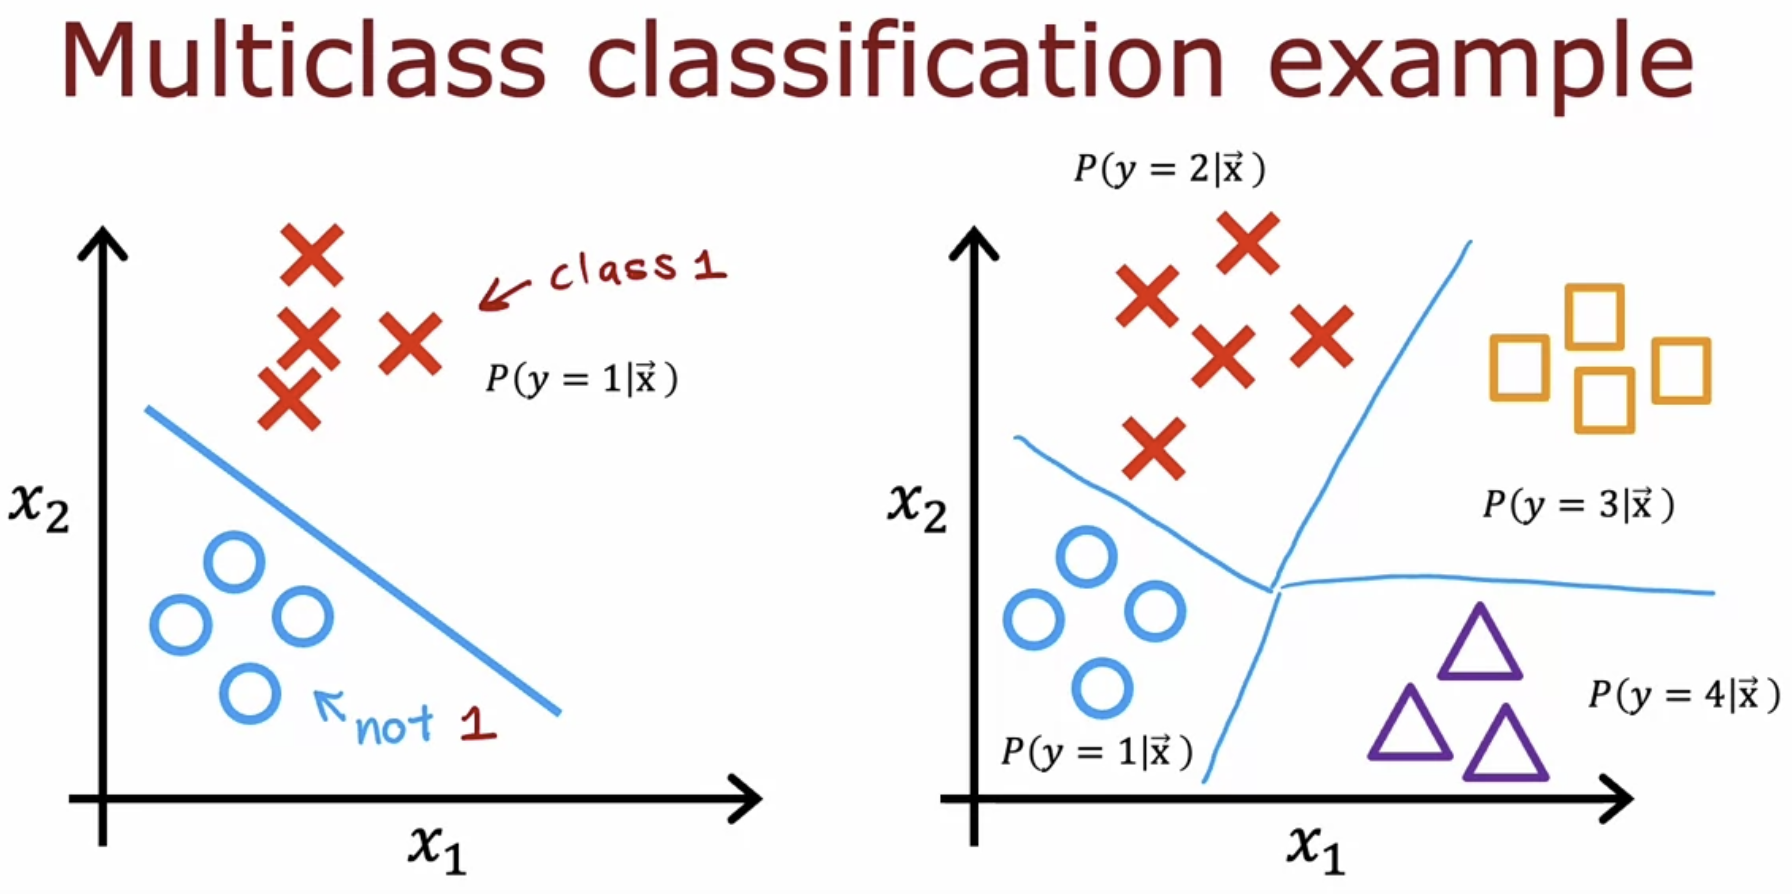 Multiclass classification example
x₂
class 1
P(y = 1|x⃗ )
not 1
x₁
P(y = 2|x⃗ )
x₂
P(y = 3|x⃗ )
P(y = 4|x⃗ )
P(y = 1|x⃗ )
x₁